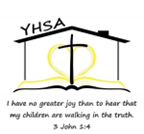 YHSA
I have no greater joy than to hear that
my children are walking in the truth.
3 John 1:4